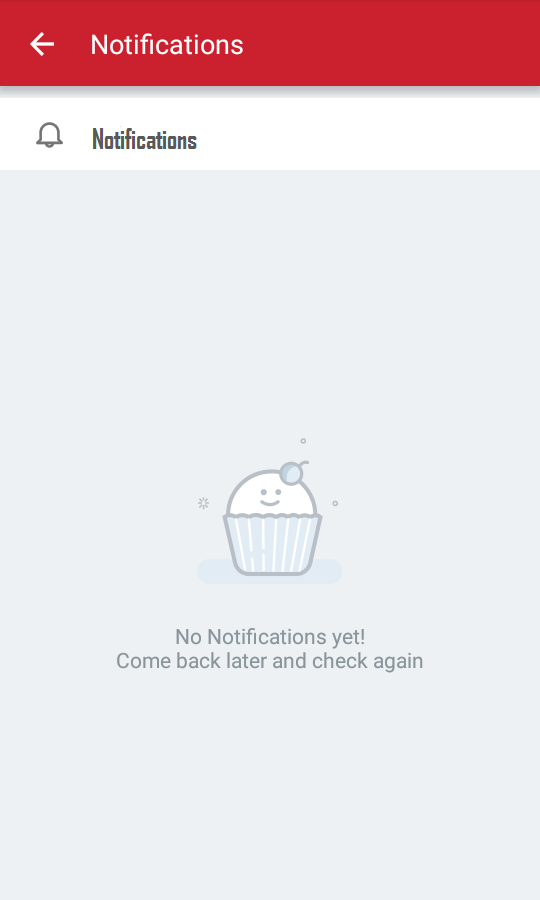 Notifications
Notifications
No Notifications yet!
Come back later and check again